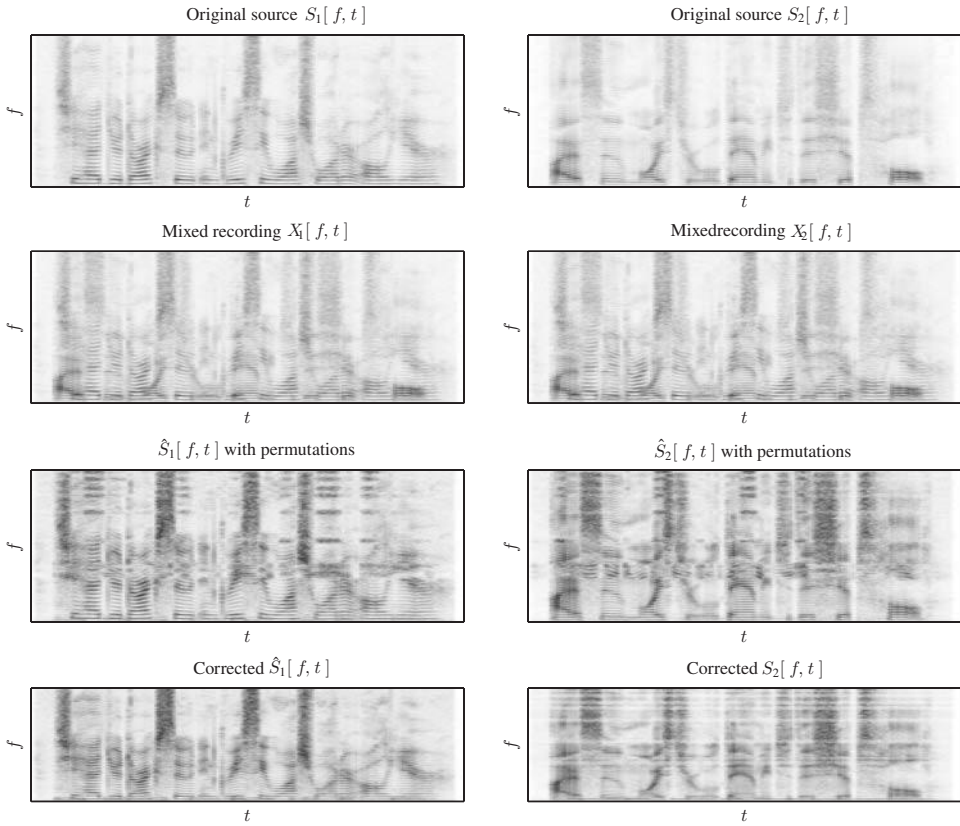 Original source S₁[ f, t ]
Original source S₂[ f, t ]
f
t
f
t
Mixed recording X₁[ f, t ]
Mixedrecording X₂[ f, t ]
f
t
f
t
Ŝ₁[ f, t ] with permutations
Ŝ₂[ f, t ] with permutations
f
t
f
t
Corrected Ŝ₁[ f, t ]
Corrected S₂[ f, t ]
f
t
f
t